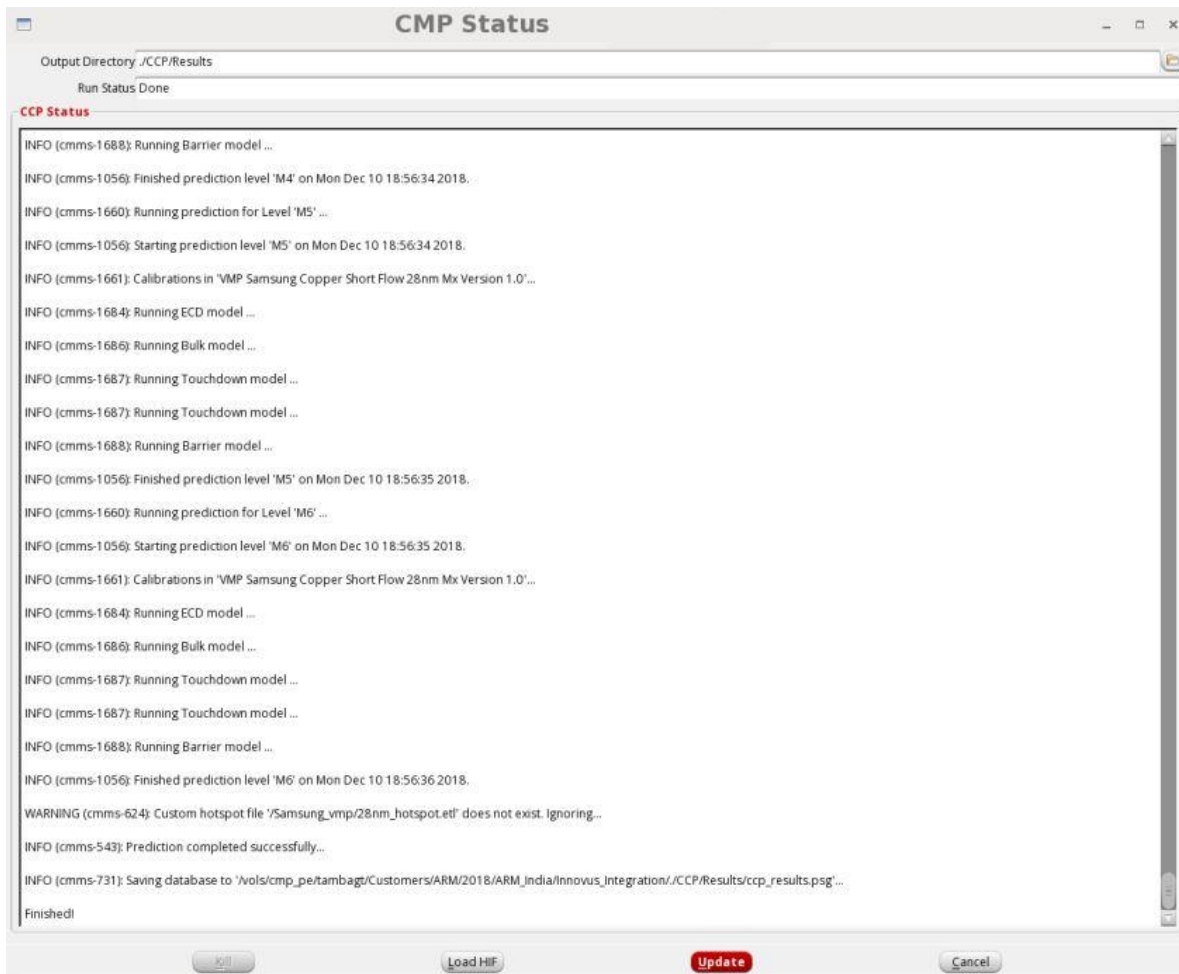 CMP Status
Output Directory ./CCP/Results
Run Status Done
CCP Status
INFO (cmms-1688): Running Barrier model ...
INFO (cmms-1056): Finished prediction level 'M4' on Mon Dec 10 18:56:34 2018.
INFO (cmms-1660): Running prediction for Level 'M5' ...
INFO (cmms-1056): Starting prediction level 'M5' on Mon Dec 10 18:56:34 2018.
INFO (cmms-1661): Calibrations in 'VMP Samsung Copper Short Flow 28nm Mx Version 1.0'...
INFO (cmms-1684): Running ECD model ...
INFO (cmms-1686): Running Bulk model ...
INFO (cmms-1687): Running Touchdown model ...
INFO (cmms-1687): Running Touchdown model ...
INFO (cmms-1688): Running Barrier model ...
INFO (cmms-1056): Finished prediction level 'M5' on Mon Dec 10 18:56:35 2018.
INFO (cmms-1660): Running prediction for Level 'M6' ...
INFO (cmms-1056): Starting prediction level 'M6' on Mon Dec 10 18:56:35 2018.
INFO (cmms-1661): Calibrations in 'VMP Samsung Copper Short Flow 28nm Mx Version 1.0'...
INFO (cmms-1684): Running ECD model ...
INFO (cmms-1686): Running Bulk model ...
INFO (cmms-1687): Running Touchdown model ...
INFO (cmms-1687): Running Touchdown model ...
INFO (cmms-1688): Running Barrier model ...
INFO (cmms-1056): Finished prediction level 'M6' on Mon Dec 10 18:56:36 2018.
WARNING (cmms-624): Custom hotspot file '/Samsung_vmp/28nm_hotspot.etl' does not exist. Ignoring...
INFO (cmms-543): Prediction completed successfully...
INFO (cmms-731): Saving database to '/vols/cmp_pe/tambagt/Customers/ARM/2018/ARM_India/Innovus_Integration/./CCP/Results/ccp_results.psg'...
Finished!
Kill Load HIF Update Cancel